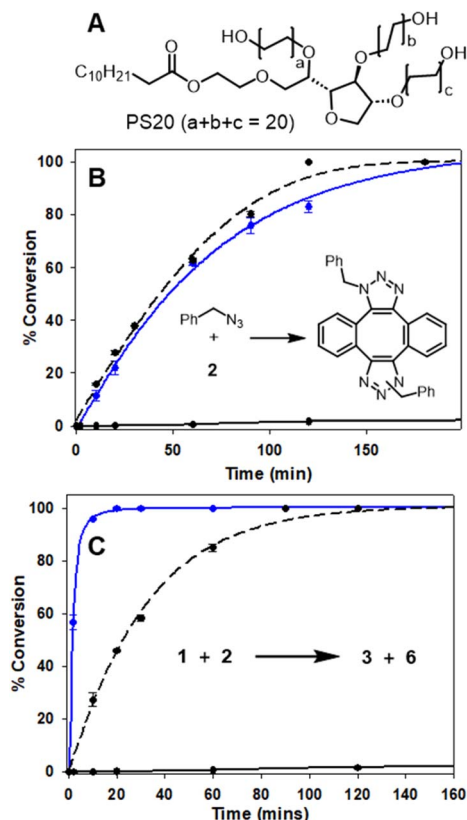 A
HO
OH
b
OH
a
O
O
C10H21
O
O
O
O
O
c
PS20 (a+b+c = 20)
% Conversion
100
80
60
40
20
0
B
Ph
N3
+
2
Ph
N
N
N
N
N
N
Ph
0
60
90
150
Time (min)
% Conversion
100
80
60
40
20
0
C
1 + 2
3 + 6
0
20
40
60
80
100
120
140
160
Time (mins)